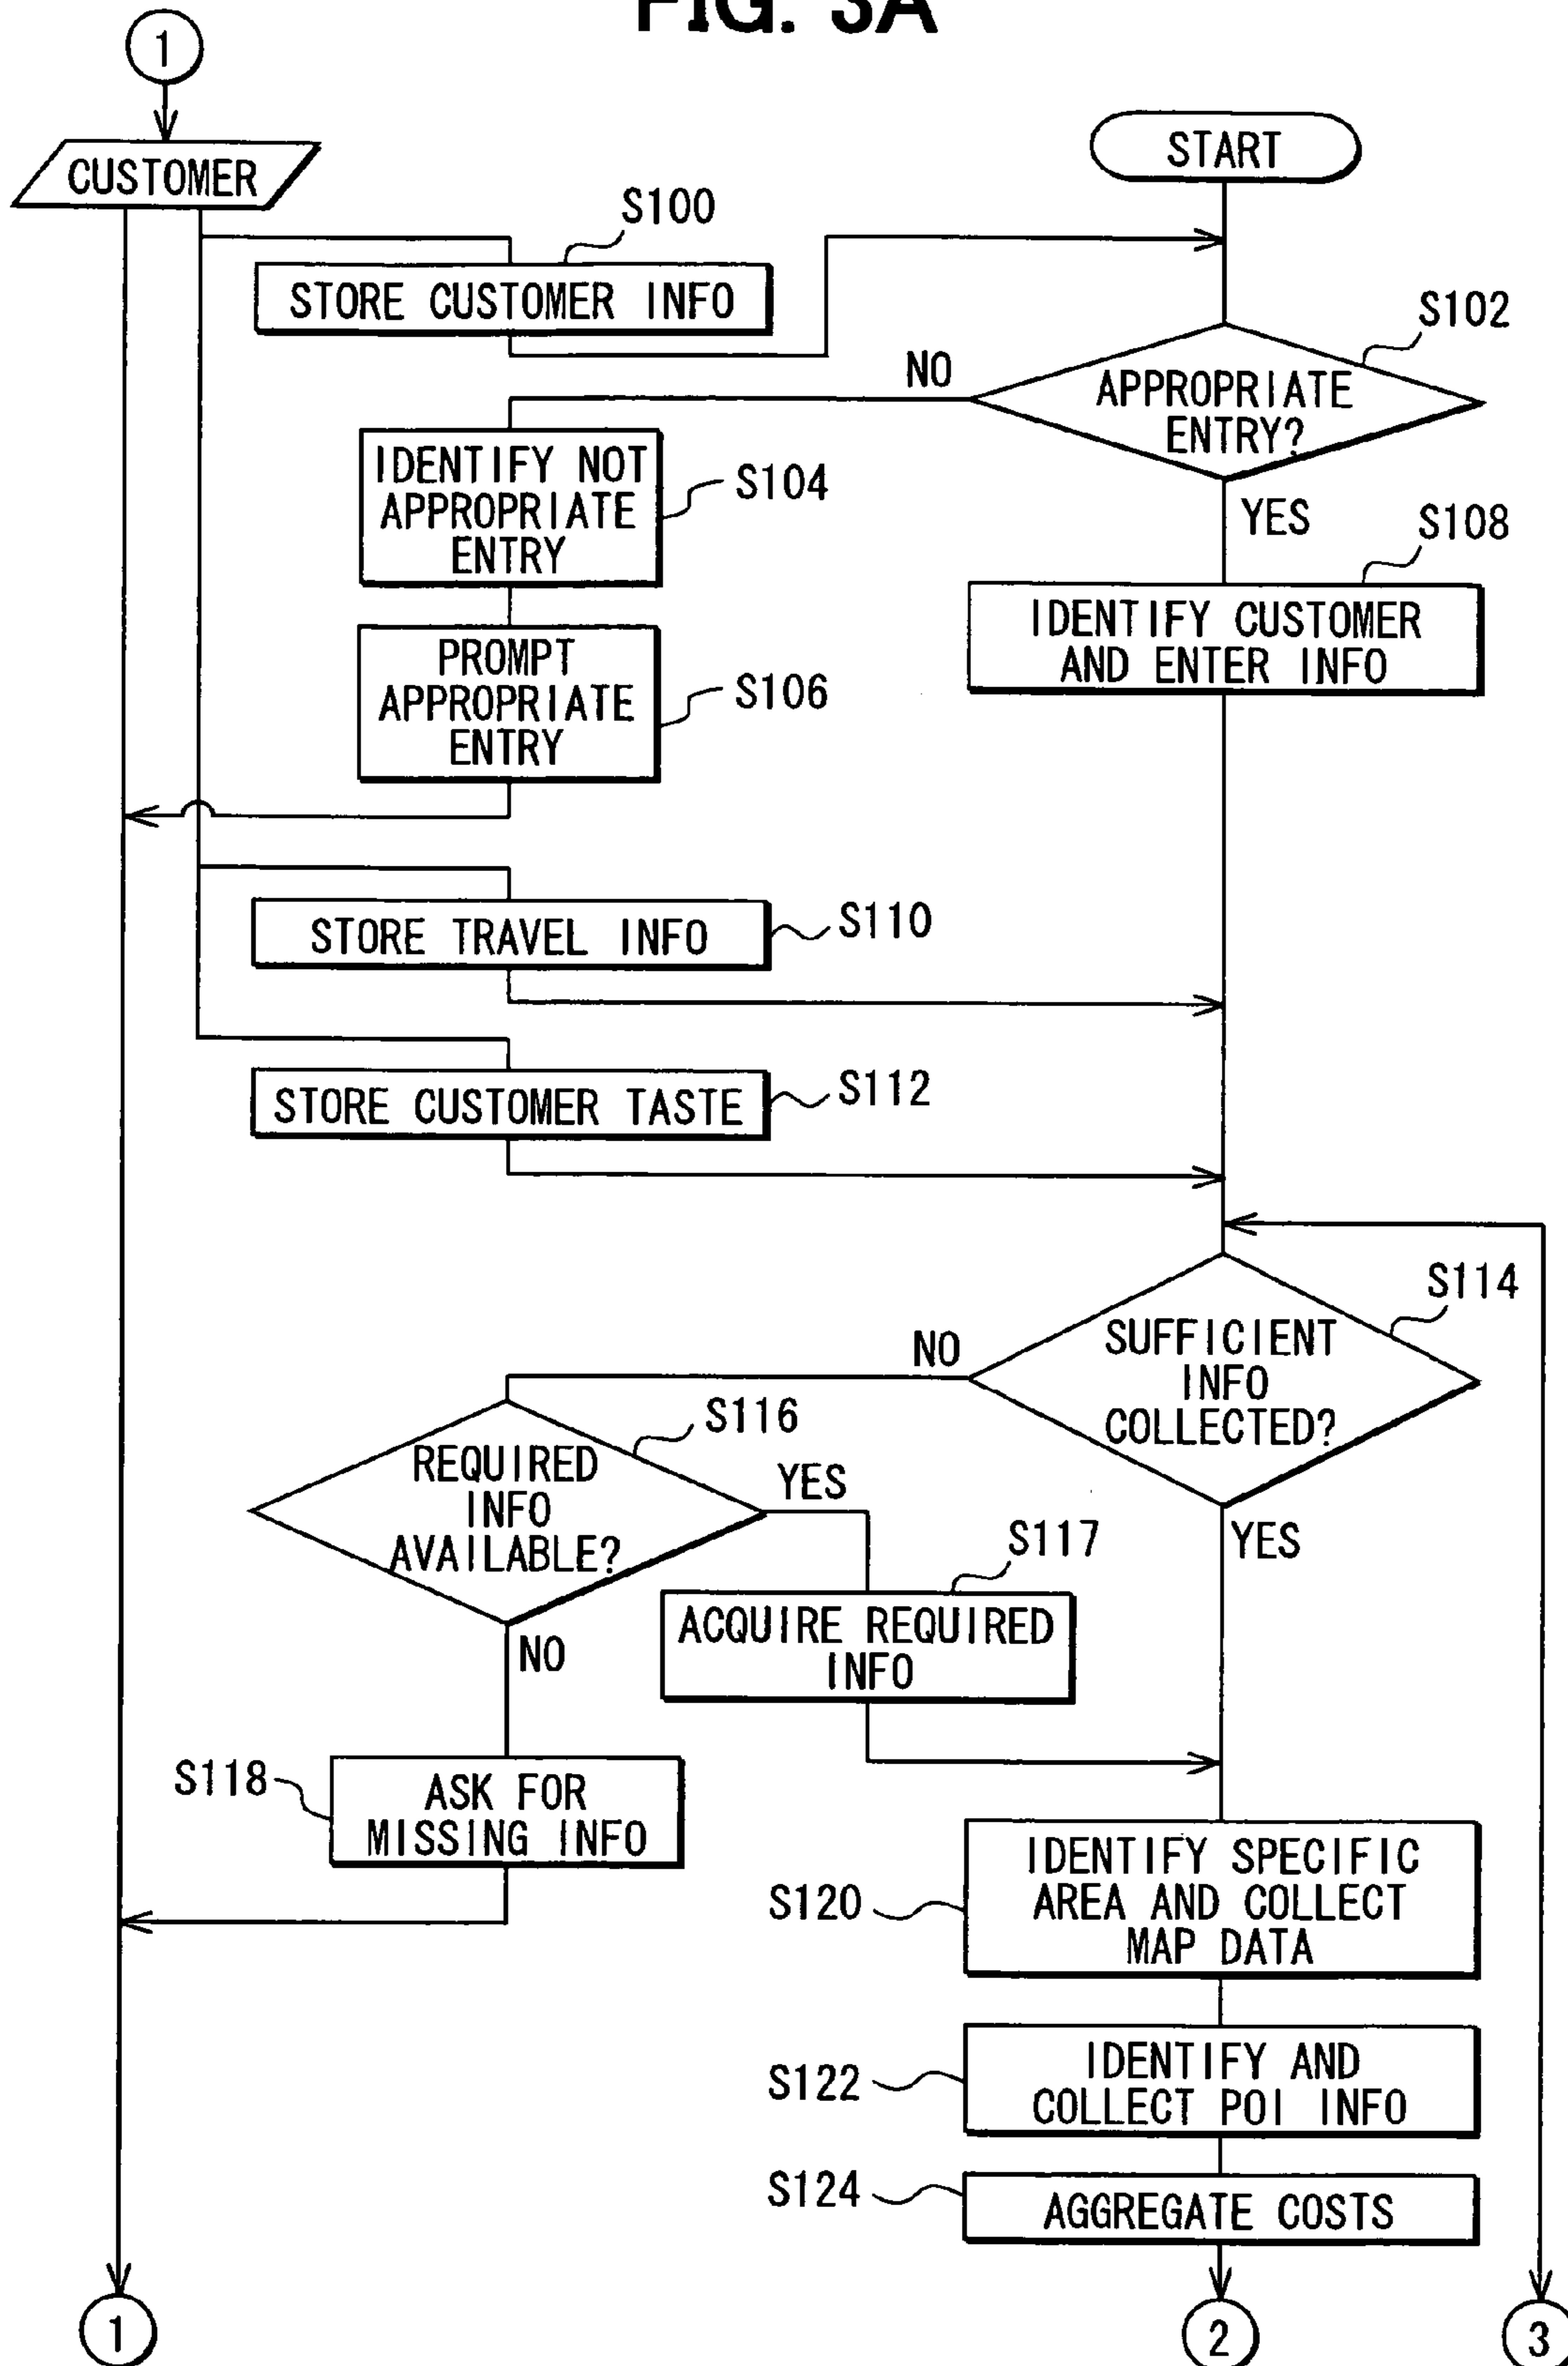 FIG. 3A
1
CUSTOMER
START
S100
STORE CUSTOMER INFO
S102
APPROPRIATE
ENTRY?
NO
YES
IDENTIFY NOT
APPROPRIATE
ENTRY
S104
S108
IDENTIFY CUSTOMER
AND ENTER INFO
PROMPT
APPROPRIATE
ENTRY
S106
STORE TRAVEL INFO
S110
STORE CUSTOMER TASTE
S112
S114
SUFFICIENT
INFO
COLLECTED?
NO
YES
S116
REQUIRED
INFO
AVAILABLE?
YES
NO
S117
ACQUIRE REQUIRED
INFO
S118
ASK FOR
MISSING INFO
S120
IDENTIFY SPECIFIC
AREA AND COLLECT
MAP DATA
S122
IDENTIFY AND
COLLECT POI INFO
S124
AGGREGATE COSTS
1
2
3